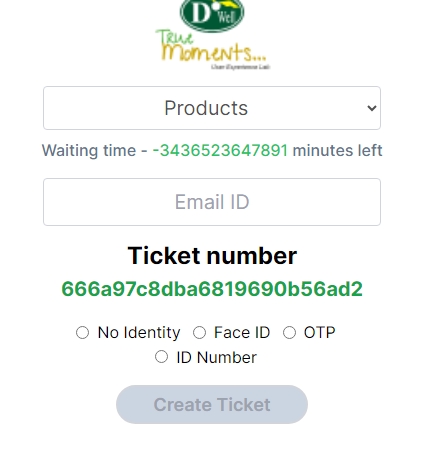 D'Well
True
Moments...
User Experience Lab
Products
Waiting time - -3436523647891 minutes left
Email ID
Ticket number
666a97c8dba6819690b56ad2
No Identity Face ID OTP
ID Number
Create Ticket